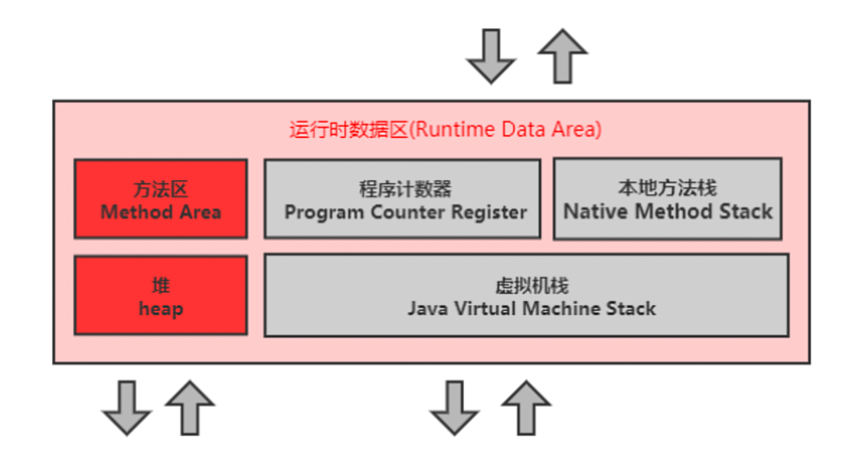 运行时数据区(Runtime Data Area)
方法区
Method Area
程序计数器
Program Counter Register
本地方法栈
Native Method Stack
堆
heap
虚拟机栈
Java Virtual Machine Stack